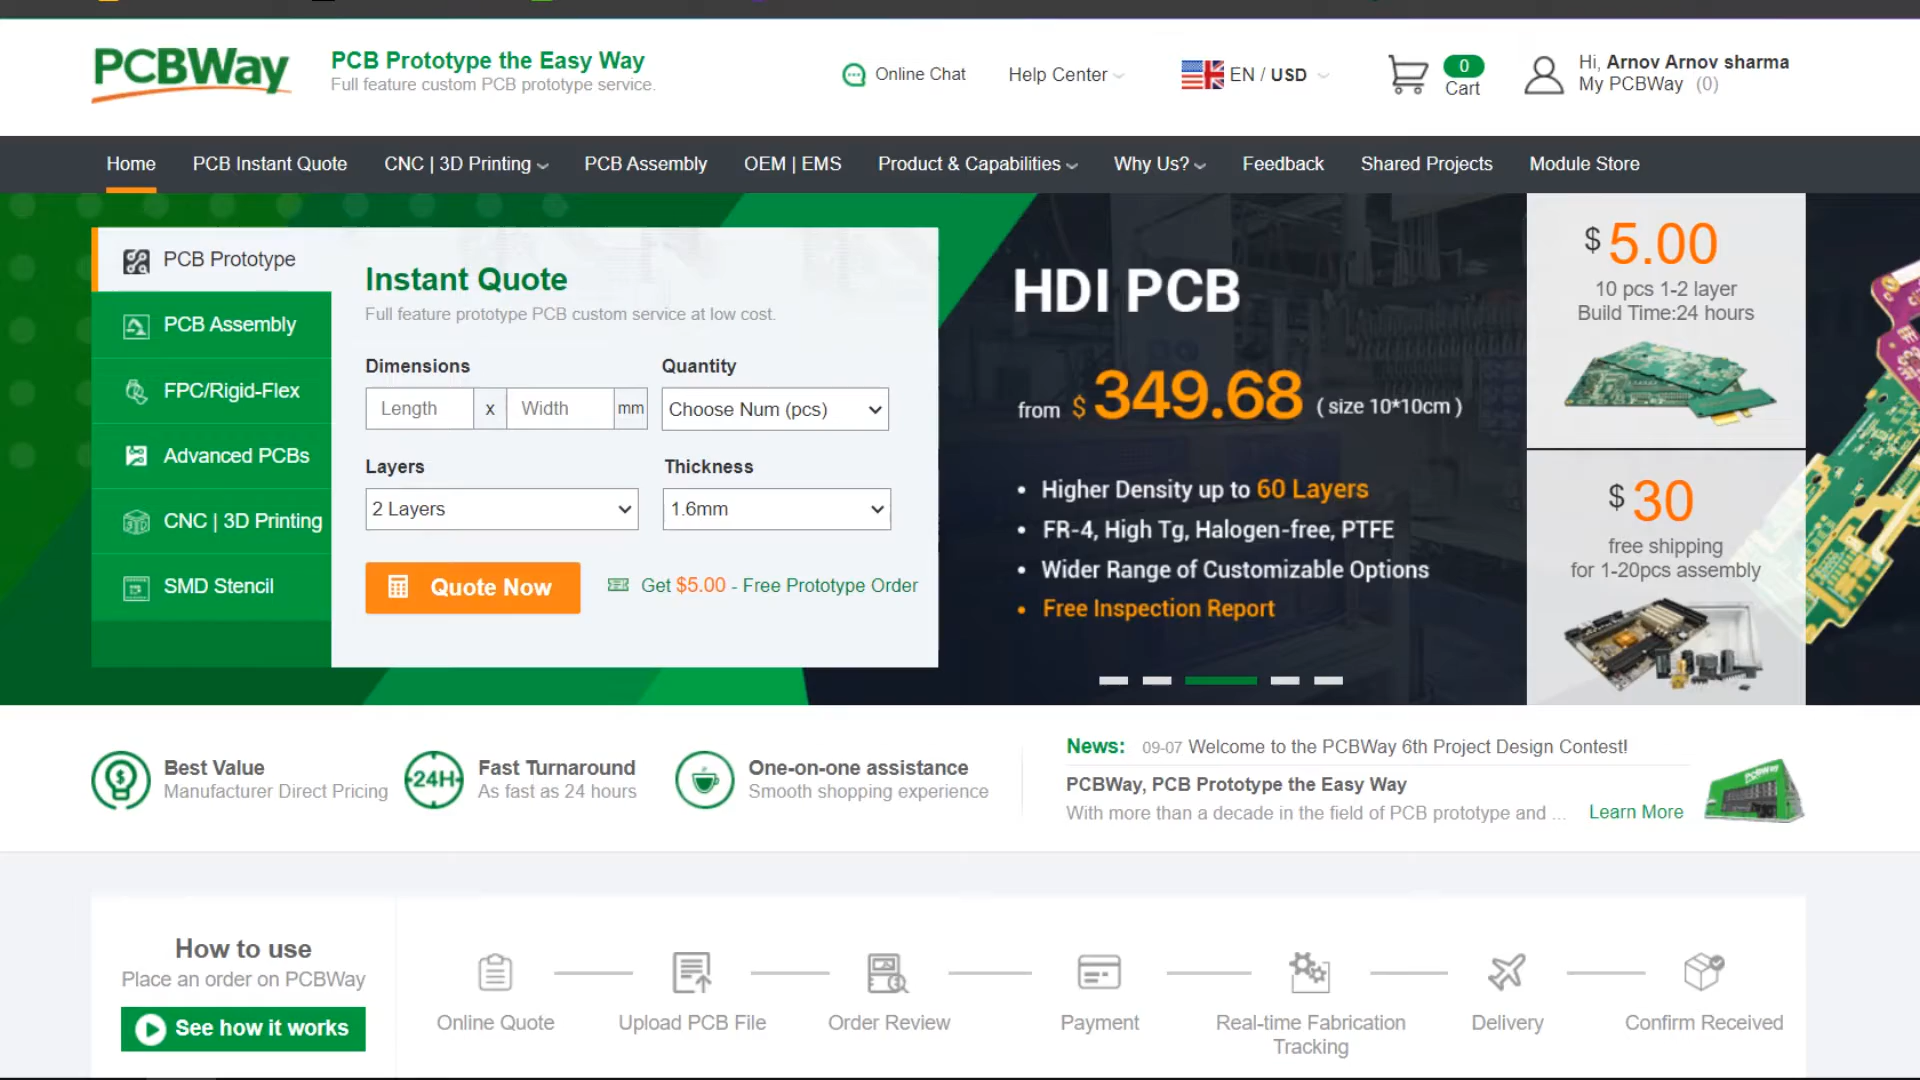 PCBWay
PCB Prototype the Easy Way
Full feature custom PCB prototype service.
Online Chat
Help Center
EN / USD
0
Cart
Hi, Arnov Arnov sharma
My PCBWay (0)
Home
PCB Instant Quote
CNC | 3D Printing
PCB Assembly
OEM | EMS
Product & Capabilities
Why Us?
Feedback
Shared Projects
Module Store
PCB Prototype
PCB Assembly
FPC/Rigid-Flex
Advanced PCBs
CNC | 3D Printing
SMD Stencil
Instant Quote
Full feature prototype PCB custom service at low cost.
Dimensions
Quantity
Length x Width mm
Choose Num (pcs)
Layers
Thickness
2 Layers
1.6mm
Quote Now
Get $5.00 - Free Prototype Order
HDI PCB
from $ 349.68 ( size 10*10cm )
• Higher Density up to 60 Layers
• FR-4, High Tg, Halogen-free, PTFE
• Wider Range of Customizable Options
• Free Inspection Report
$ 5.00
10 pcs 1-2 layer
Build Time:24 hours
$ 30
free shipping
for 1-20pcs assembly
Best Value
Manufacturer Direct Pricing
24H
Fast Turnaround
As fast as 24 hours
One-on-one assistance
Smooth shopping experience
News: 09-07 Welcome to the PCBWay 6th Project Design Contest!
PCBWay, PCB Prototype the Easy Way
With more than a decade in the field of PCB prototype and ... Learn More
PCBWay
How to use
Place an order on PCBWay
See how it works
Online Quote
Upload PCB File
Order Review
Payment
Real-time Fabrication
Tracking
Delivery
Confirm Received